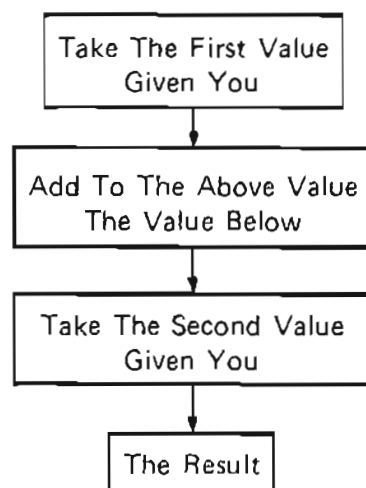 Take The First Value
Given You
Add To The Above Value
The Value Below
Take The Second Value
Given You
The Result